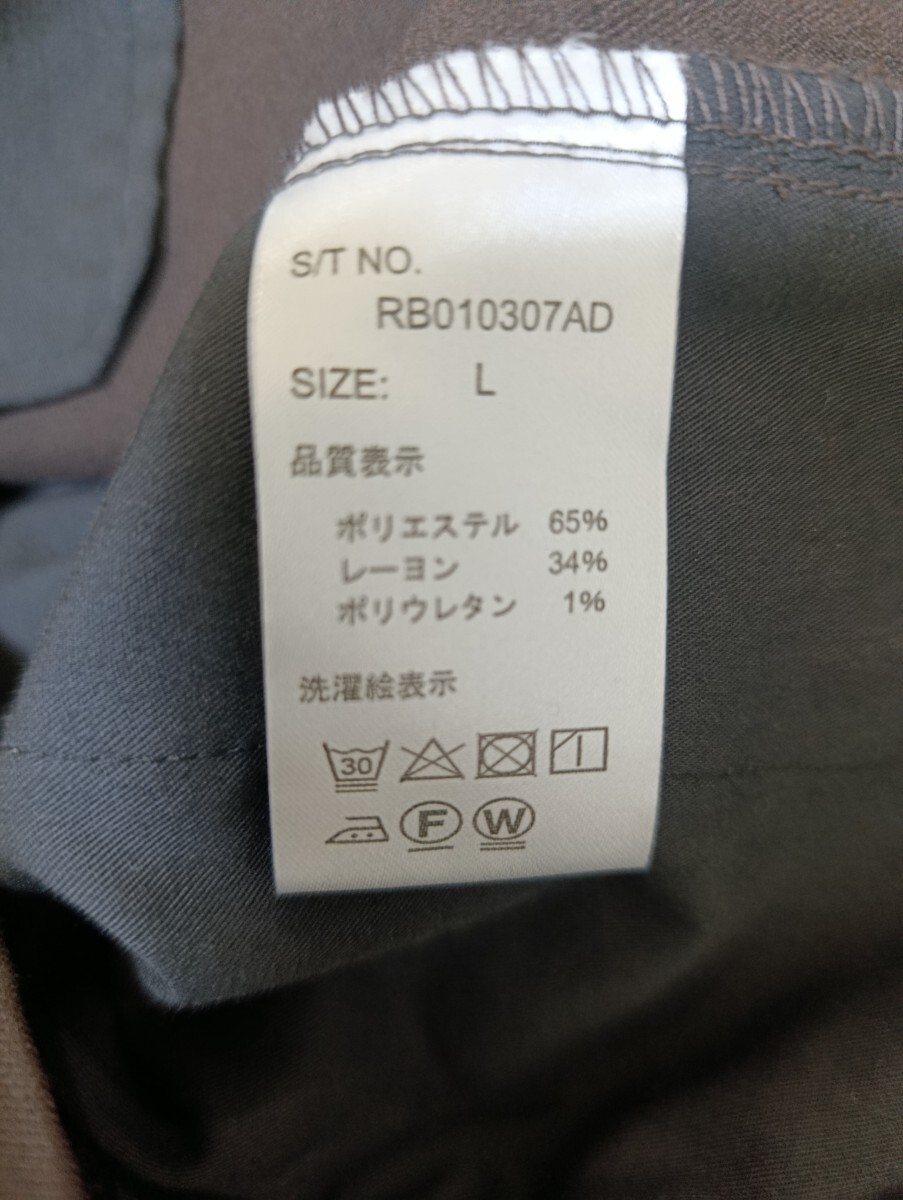 S/T NO.
RB010307AD
SIZE: L
品質表示
ポリエステル 65%
レーヨン 34%
ポリウレタン 1%
洗濯絵表示
30
F W